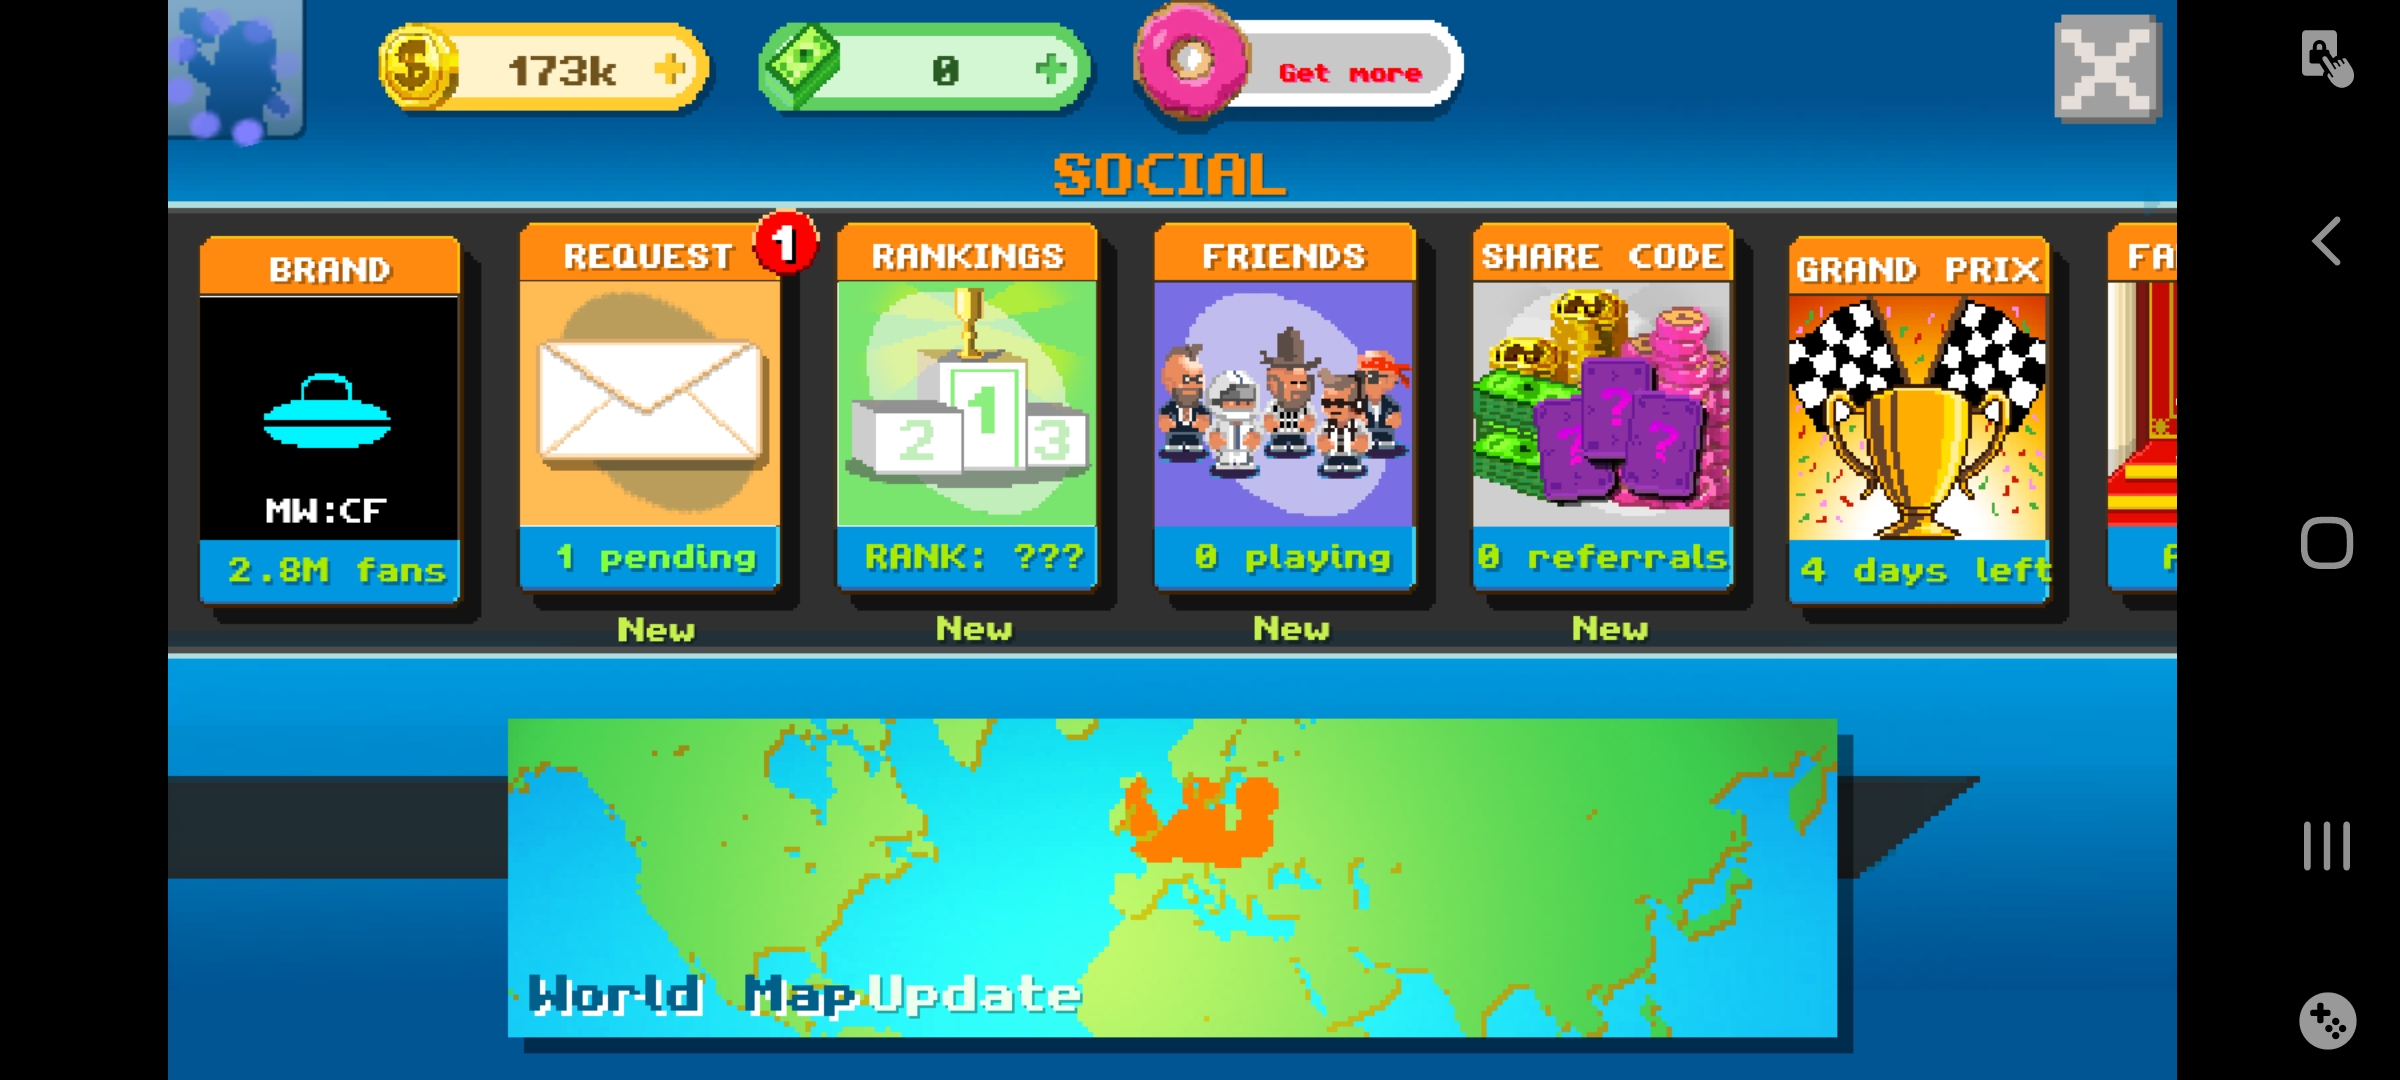 173k
0
Get more
SOCIAL
BRAND
REQUEST 1
RANKINGS
FRIENDS
SHARE CODE
GRAND PRIX
FA
1
2
3
MW:CF
2.8M fans
1 pending
RANK: ???
0 playing
0 referrals
4 days left
New
New
New
New
World Map Update